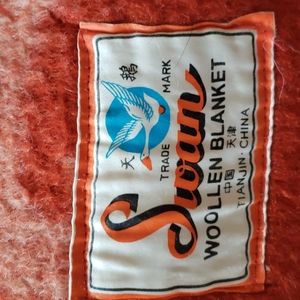 天鹅
TRADE MARK
Swan
WOOLLEN BLANKET
中国 天津
TIANJIN, CHINA